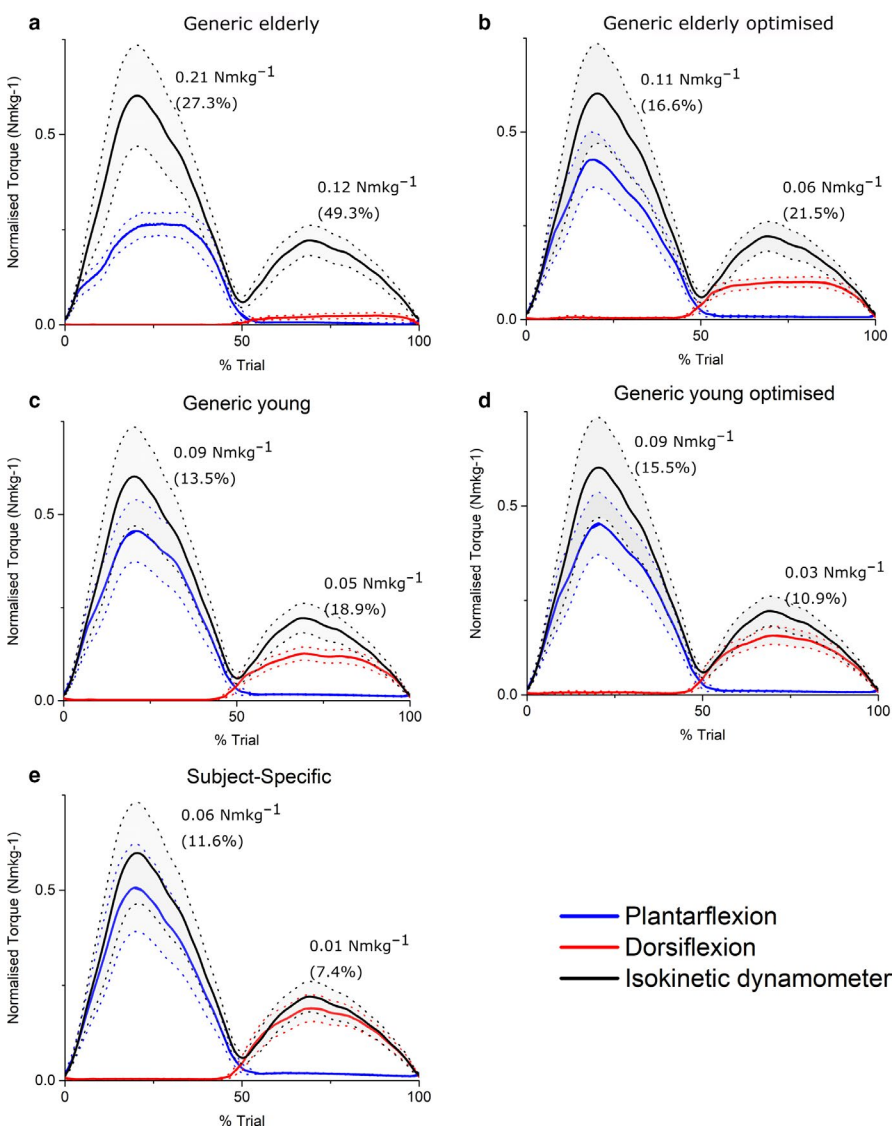 a
Generic elderly
Normalised Torque (Nmkg-1)
0.5
0.0
0.21 Nmkg⁻¹
(27.3%)
0.12 Nmkg⁻¹
(49.3%)
0
50
100
% Trial
b
Generic elderly optimised
Normalised Torque (Nmkg-1)
0.5
0.0
0.11 Nmkg⁻¹
(16.6%)
0.06 Nmkg⁻¹
(21.5%)
0
50
100
% Trial
c
Generic young
Normalised Torque (Nmkg-1)
0.5
0.0
0.09 Nmkg⁻¹
(13.5%)
0.05 Nmkg⁻¹
(18.9%)
0
50
100
% Trial
d
Generic young optimised
Normalised Torque (Nmkg-1)
0.5
0.0
0.09 Nmkg⁻¹
(15.5%)
0.03 Nmkg⁻¹
(10.9%)
0
50
100
% Trial
e
Subject-Specific
Normalised Torque (Nmkg-1)
0.5
0.0
0.06 Nmkg⁻¹
(11.6%)
0.01 Nmkg⁻¹
(7.4%)
0
50
100
% Trial
Plantarflexion
Dorsiflexion
Isokinetic dynamometer